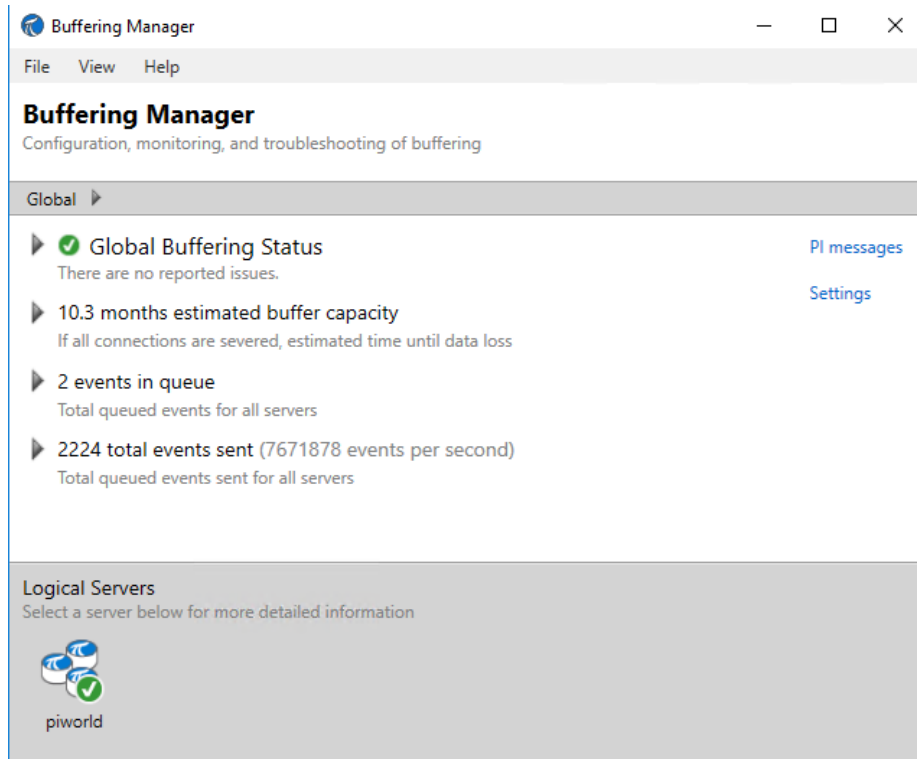 Buffering Manager
File View Help
Buffering Manager
Configuration, monitoring, and troubleshooting of buffering
Global
Global Buffering Status
There are no reported issues.
PI messages
Settings
10.3 months estimated buffer capacity
If all connections are severed, estimated time until data loss
2 events in queue
Total queued events for all servers
2224 total events sent (7671878 events per second)
Total queued events sent for all servers
Logical Servers
Select a server below for more detailed information
piworld